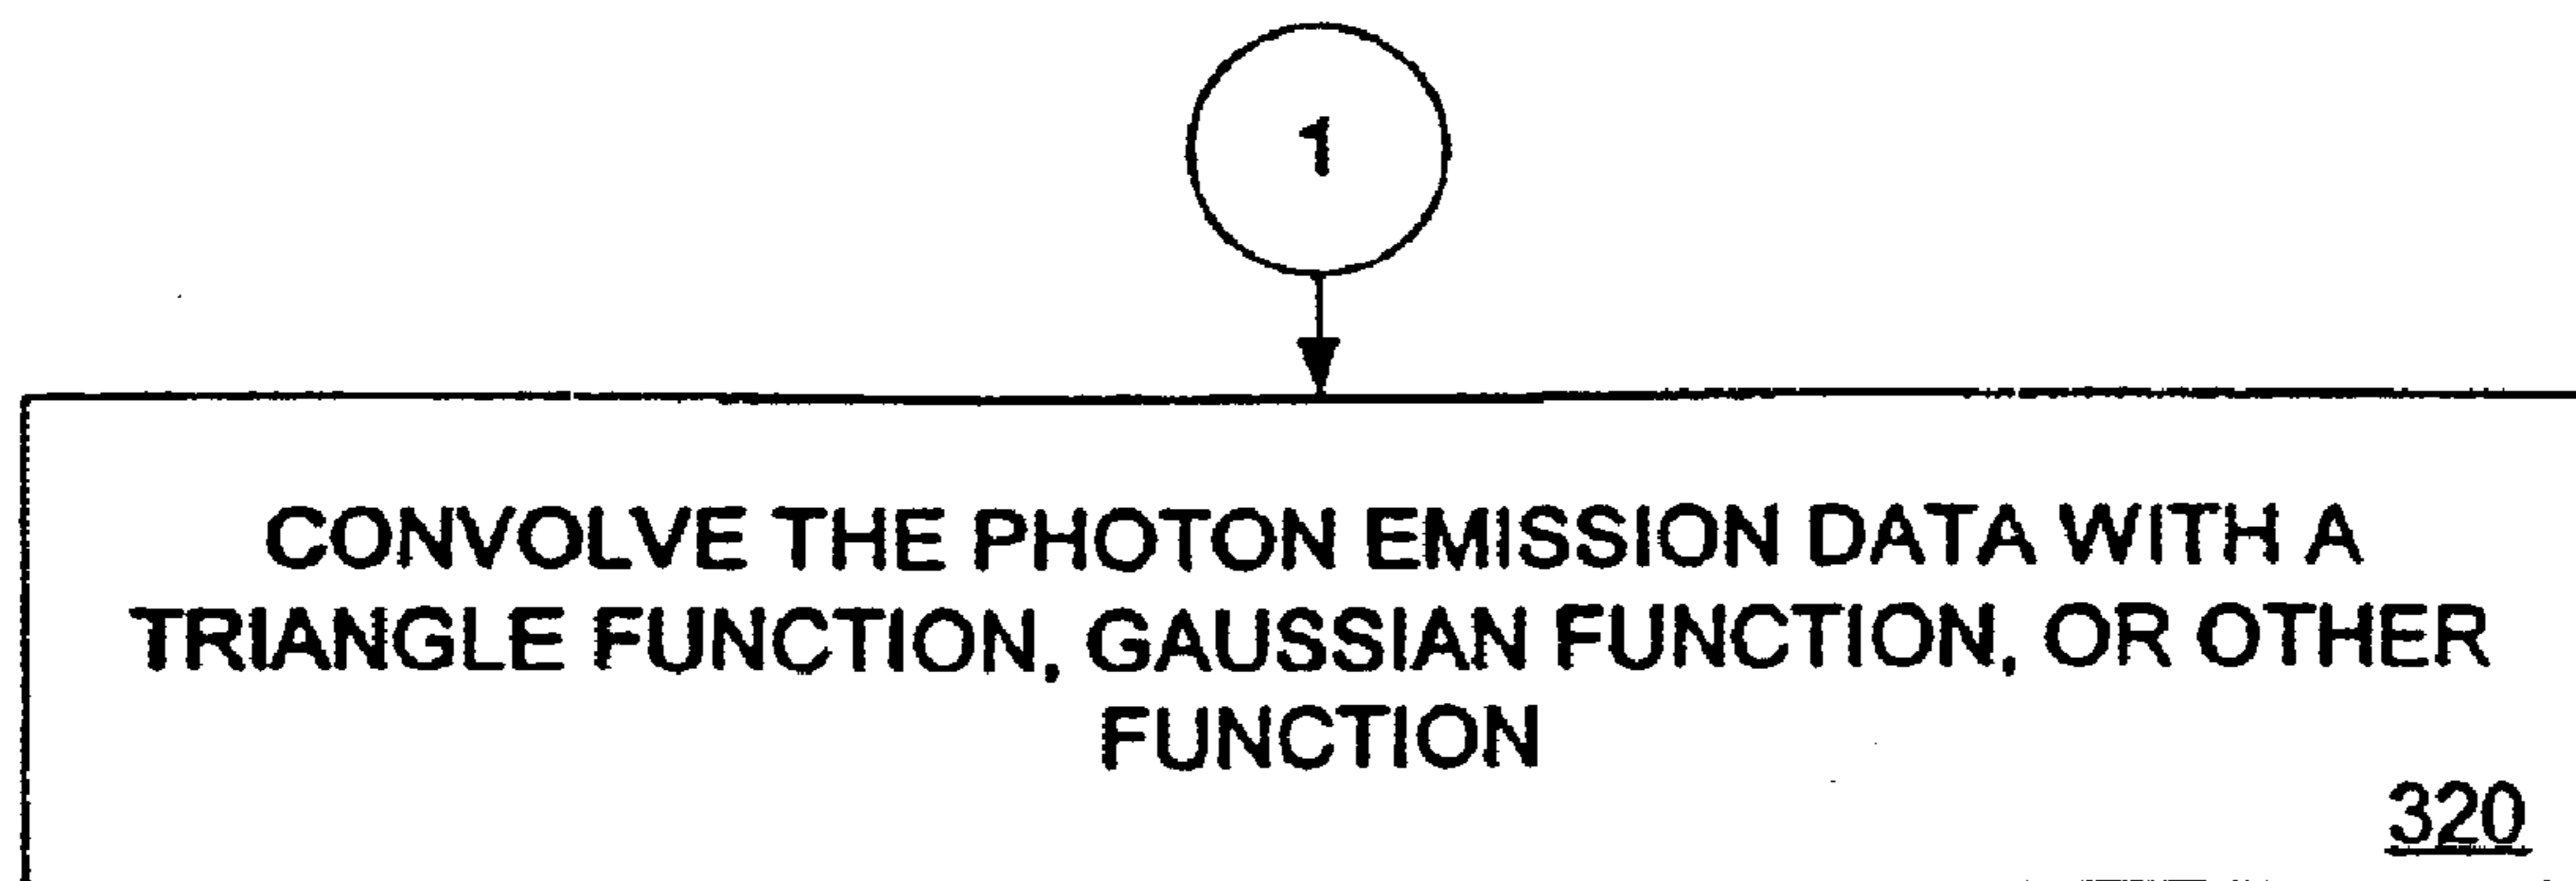 1
CONVOLVE THE PHOTON EMISSION DATA WITH A
TRIANGLE FUNCTION, GAUSSIAN FUNCTION, OR OTHER
FUNCTION
320